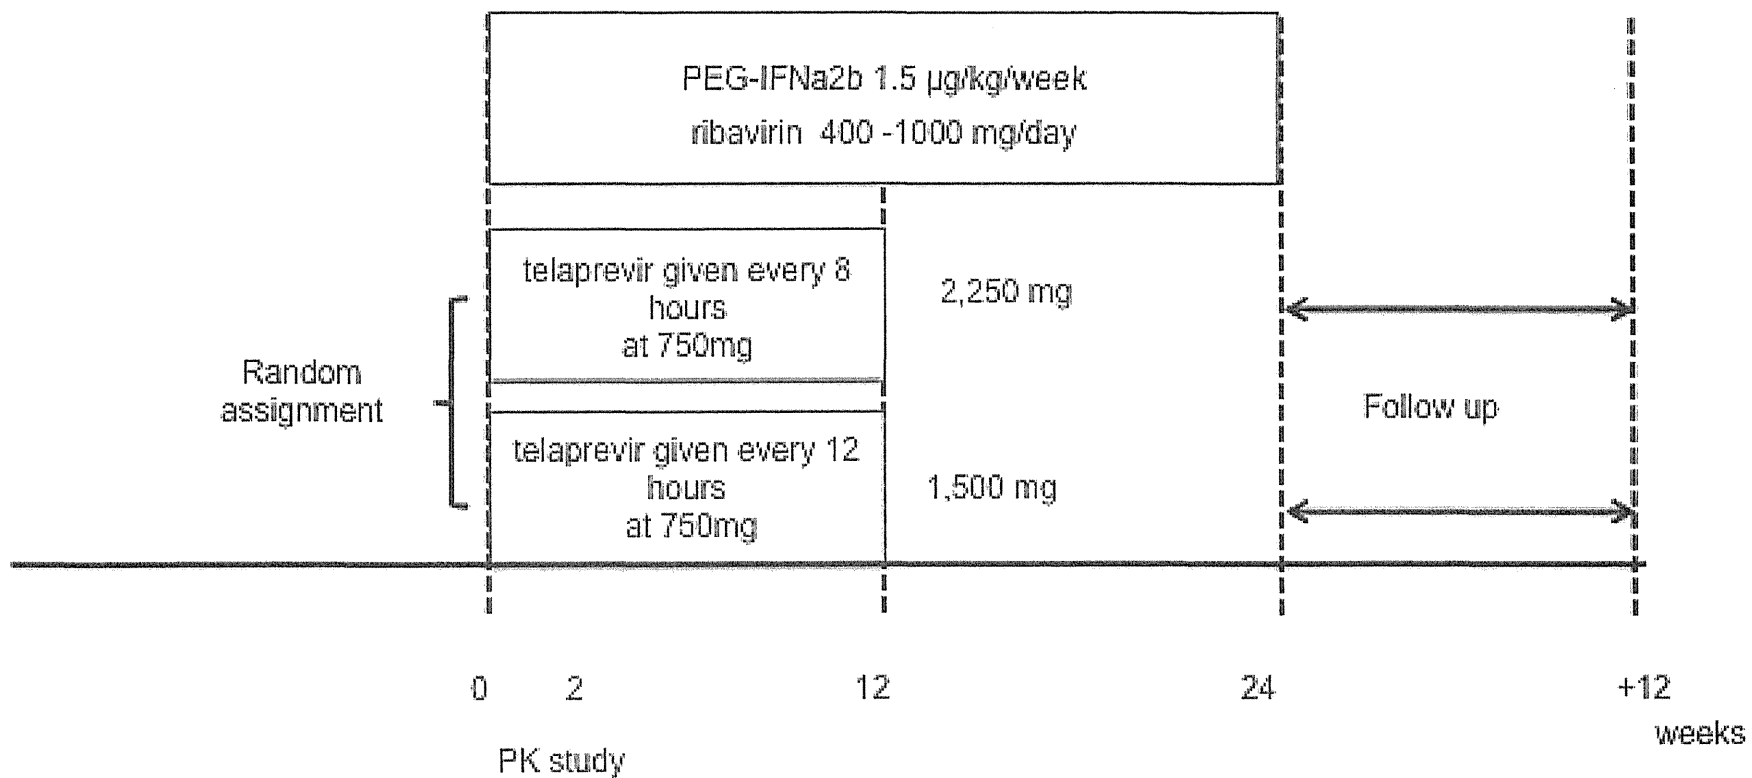 PEG-IFNa2b 1.5 µg/kg/week
ribavirin 400 -1000 mg/day
telaprevir given every 8
hours
at 750mg
2,250 mg
Random
assignment
Follow up
telaprevir given every 12
hours
at 750mg
1,500 mg
0 2 12 24 +12
weeks
PK study